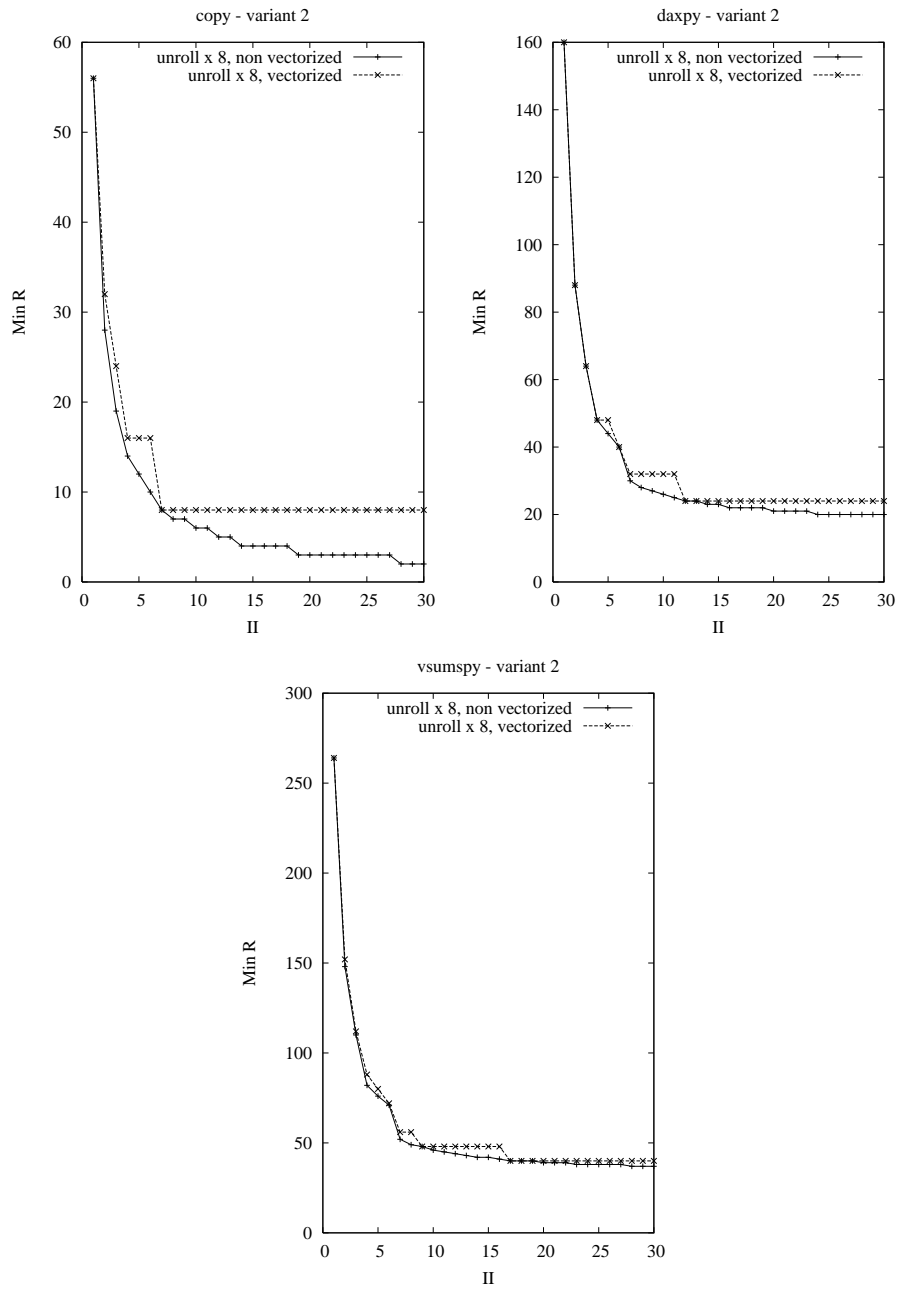 copy - variant 2
60
50
40
30
20
10
0
Min R
unroll x 8, non vectorized
unroll x 8, vectorized
0 5 10 15 20 25 30
II
daxpy - variant 2
160
140
120
100
80
60
40
20
0
Min R
unroll x 8, non vectorized
unroll x 8, vectorized
0 5 10 15 20 25 30
II
vsumspy - variant 2
300
250
200
150
100
50
0
Min R
unroll x 8, non vectorized
unroll x 8, vectorized
0 5 10 15 20 25 30
II